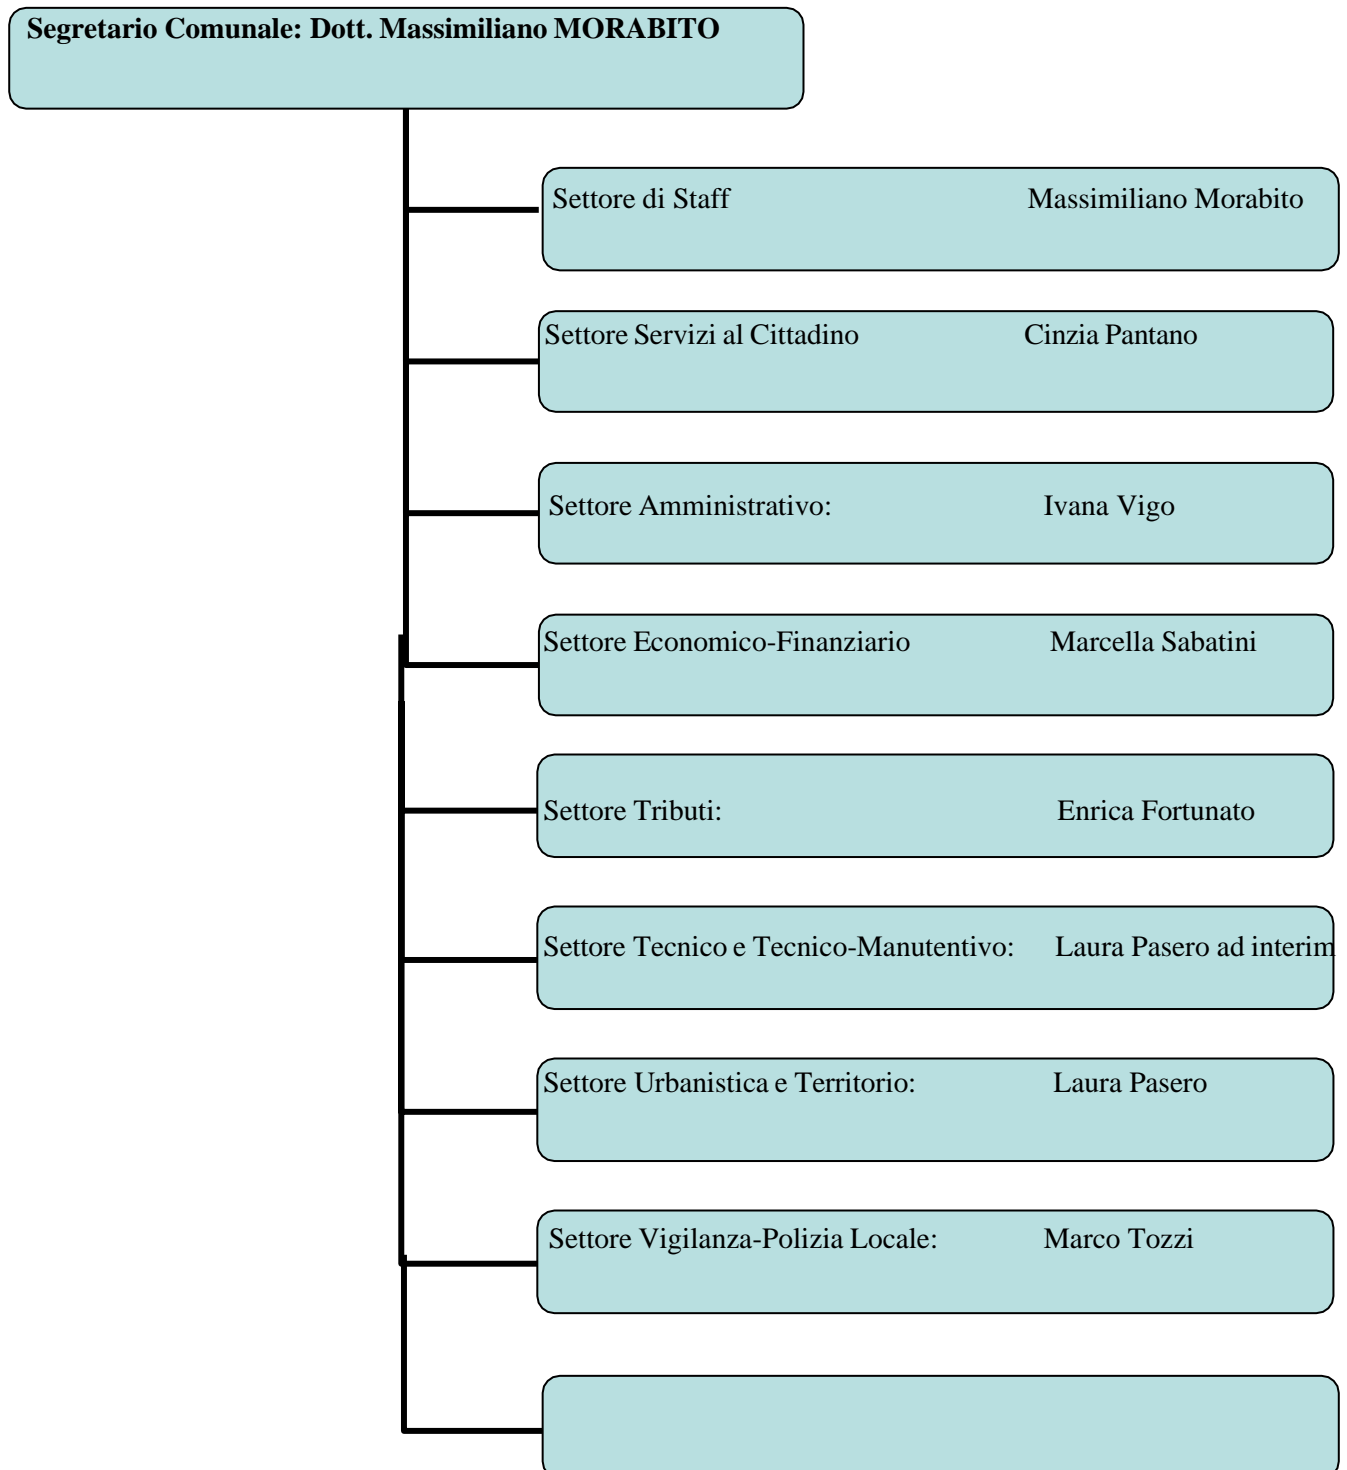 Segretario Comunale: Dott. Massimiliano MORABITO
Settore di Staff Massimiliano Morabito
Settore Servizi al Cittadino Cinzia Pantano
Settore Amministrativo: Ivana Vigo
Settore Economico-Finanziario Marcella Sabatini
Settore Tributi: Enrica Fortunato
Settore Tecnico e Tecnico-Manutentivo: Laura Pasero ad interim
Settore Urbanistica e Territorio: Laura Pasero
Settore Vigilanza-Polizia Locale: Marco Tozzi